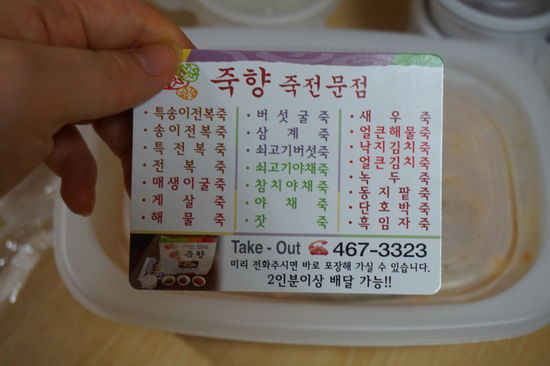 죽향 죽전문점
· 특송이전복죽
· 송이전복죽
· 특전복죽
· 전복죽
· 매생이굴죽
· 게살죽
· 해물죽
· 버섯굴죽
· 삼계죽
· 쇠고기버섯죽
· 쇠고기야채죽
· 참치야채죽
· 야채죽
· 잣죽
· 새우죽
· 얼큰해물죽
· 낙지김치죽
· 얼큰김치죽
· 녹두죽
· 동지팥죽
· 단호박죽
· 흑임자죽
Take - Out ☎ 467-3323
미리 전화주시면 바로 포장해 가실 수 있습니다.
2인분이상 배달 가능!!
죽향